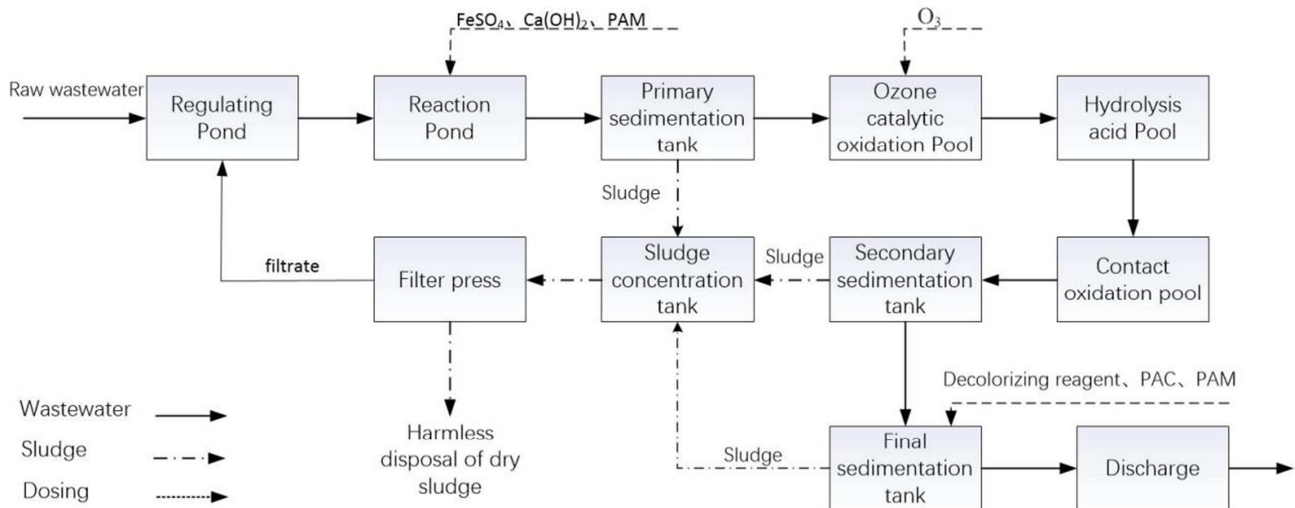 FeSO₄、Ca(OH)₂、PAM
O₃
Raw wastewater
Regulating
Pond
Reaction
Pond
Primary
sedimentation
tank
Ozone
catalytic
oxidation Pool
Hydrolysis
acid Pool
Sludge
filtrate
Filter press
Sludge
concentration
tank
Sludge
Secondary
sedimentation
tank
Contact
oxidation pool
Decolorizing reagent、PAC、PAM
Wastewater
Sludge
Dosing
Harmless
disposal of dry
sludge
Sludge
Final
sedimentation
tank
Discharge